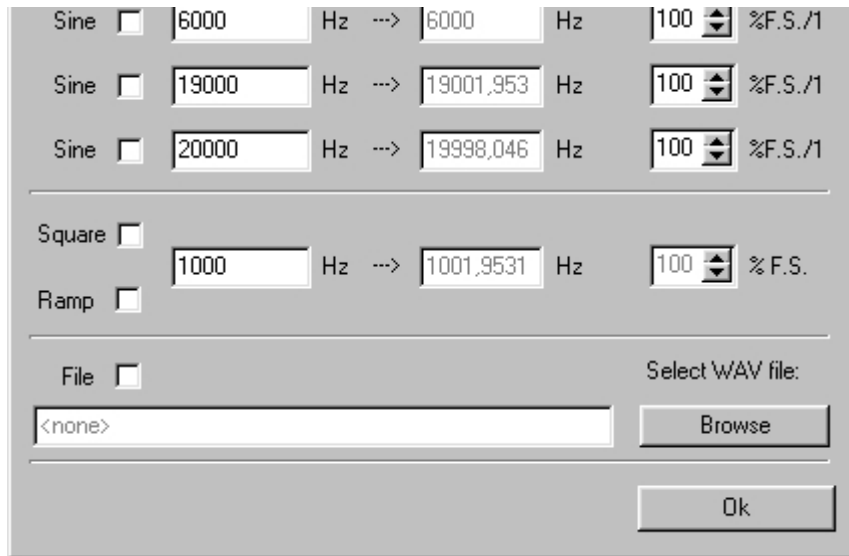 Sine 6000 Hz ---> 6000 Hz 100 %F.S./1
Sine 19000 Hz ---> 19001,953 Hz 100 %F.S./1
Sine 20000 Hz ---> 19998,046 Hz 100 %F.S./1
Square
1000 Hz ---> 1001,9531 Hz 100 % F.S.
Ramp
File Select WAV file:
<none> Browse
Ok